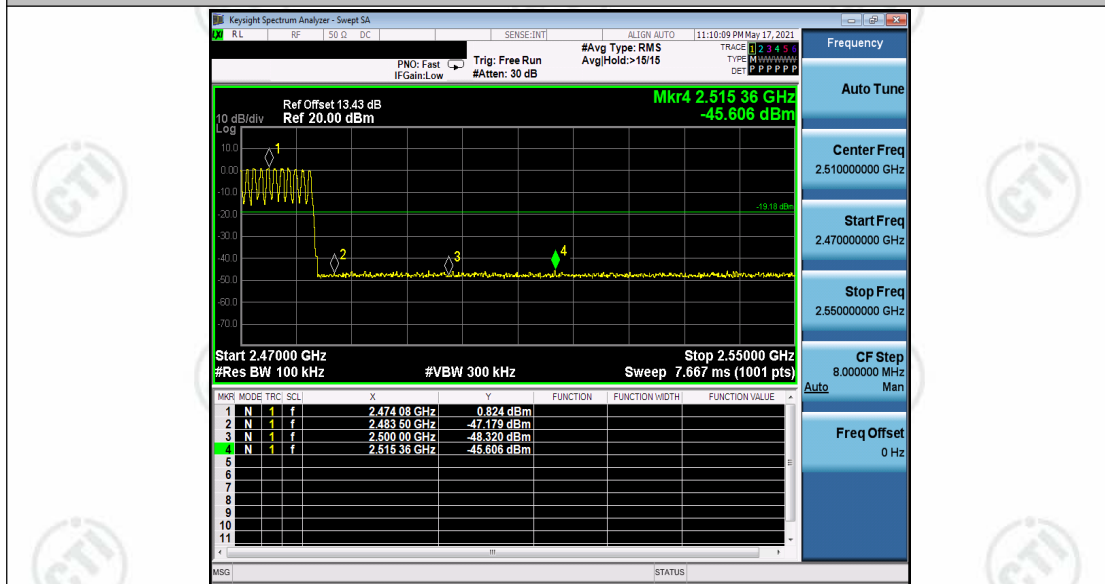 Keysight Spectrum Analyzer - Swept SA
RL RF 50 Ω DC SENSE:INT ALIGN AUTO 11:10:09 PM May 17, 2021
PNO: Fast
IFGain:Low
Trig: Free Run
#Atten: 30 dB
#Avg Type: RMS
Avg|Hold:>15/15
TRACE 1 2 3 4 5 6
TYPE M W W W W W
DET P P P P P P
Mkr4 2.515 36 GHz
-45.606 dBm
Ref Offset 13.43 dB
10 dB/div Ref 20.00 dBm
Log
10.0
0.00
-10.0
-20.0
-30.0
-40.0
-50.0
-60.0
-70.0
1
2
3
4
-19.18 dBm
Start 2.47000 GHz Stop 2.55000 GHz
#Res BW 100 kHz #VBW 300 kHz Sweep 7.667 ms (1001 pts)
MKR MODE TRC SCL X Y FUNCTION FUNCTION WIDTH FUNCTION VALUE
1 N 1 f 2.474 08 GHz 0.824 dBm
2 N 1 f 2.483 50 GHz -47.179 dBm
3 N 1 f 2.500 00 GHz -48.320 dBm
4 N 1 f 2.515 36 GHz -45.606 dBm
5
6
7
8
9
10
11
MSG STATUS
Frequency
Auto Tune
Center Freq
2.510000000 GHz
Start Freq
2.470000000 GHz
Stop Freq
2.550000000 GHz
CF Step
8.000000 MHz
Auto Man
Freq Offset
0 Hz
CTI
CTI
CTI
CTI